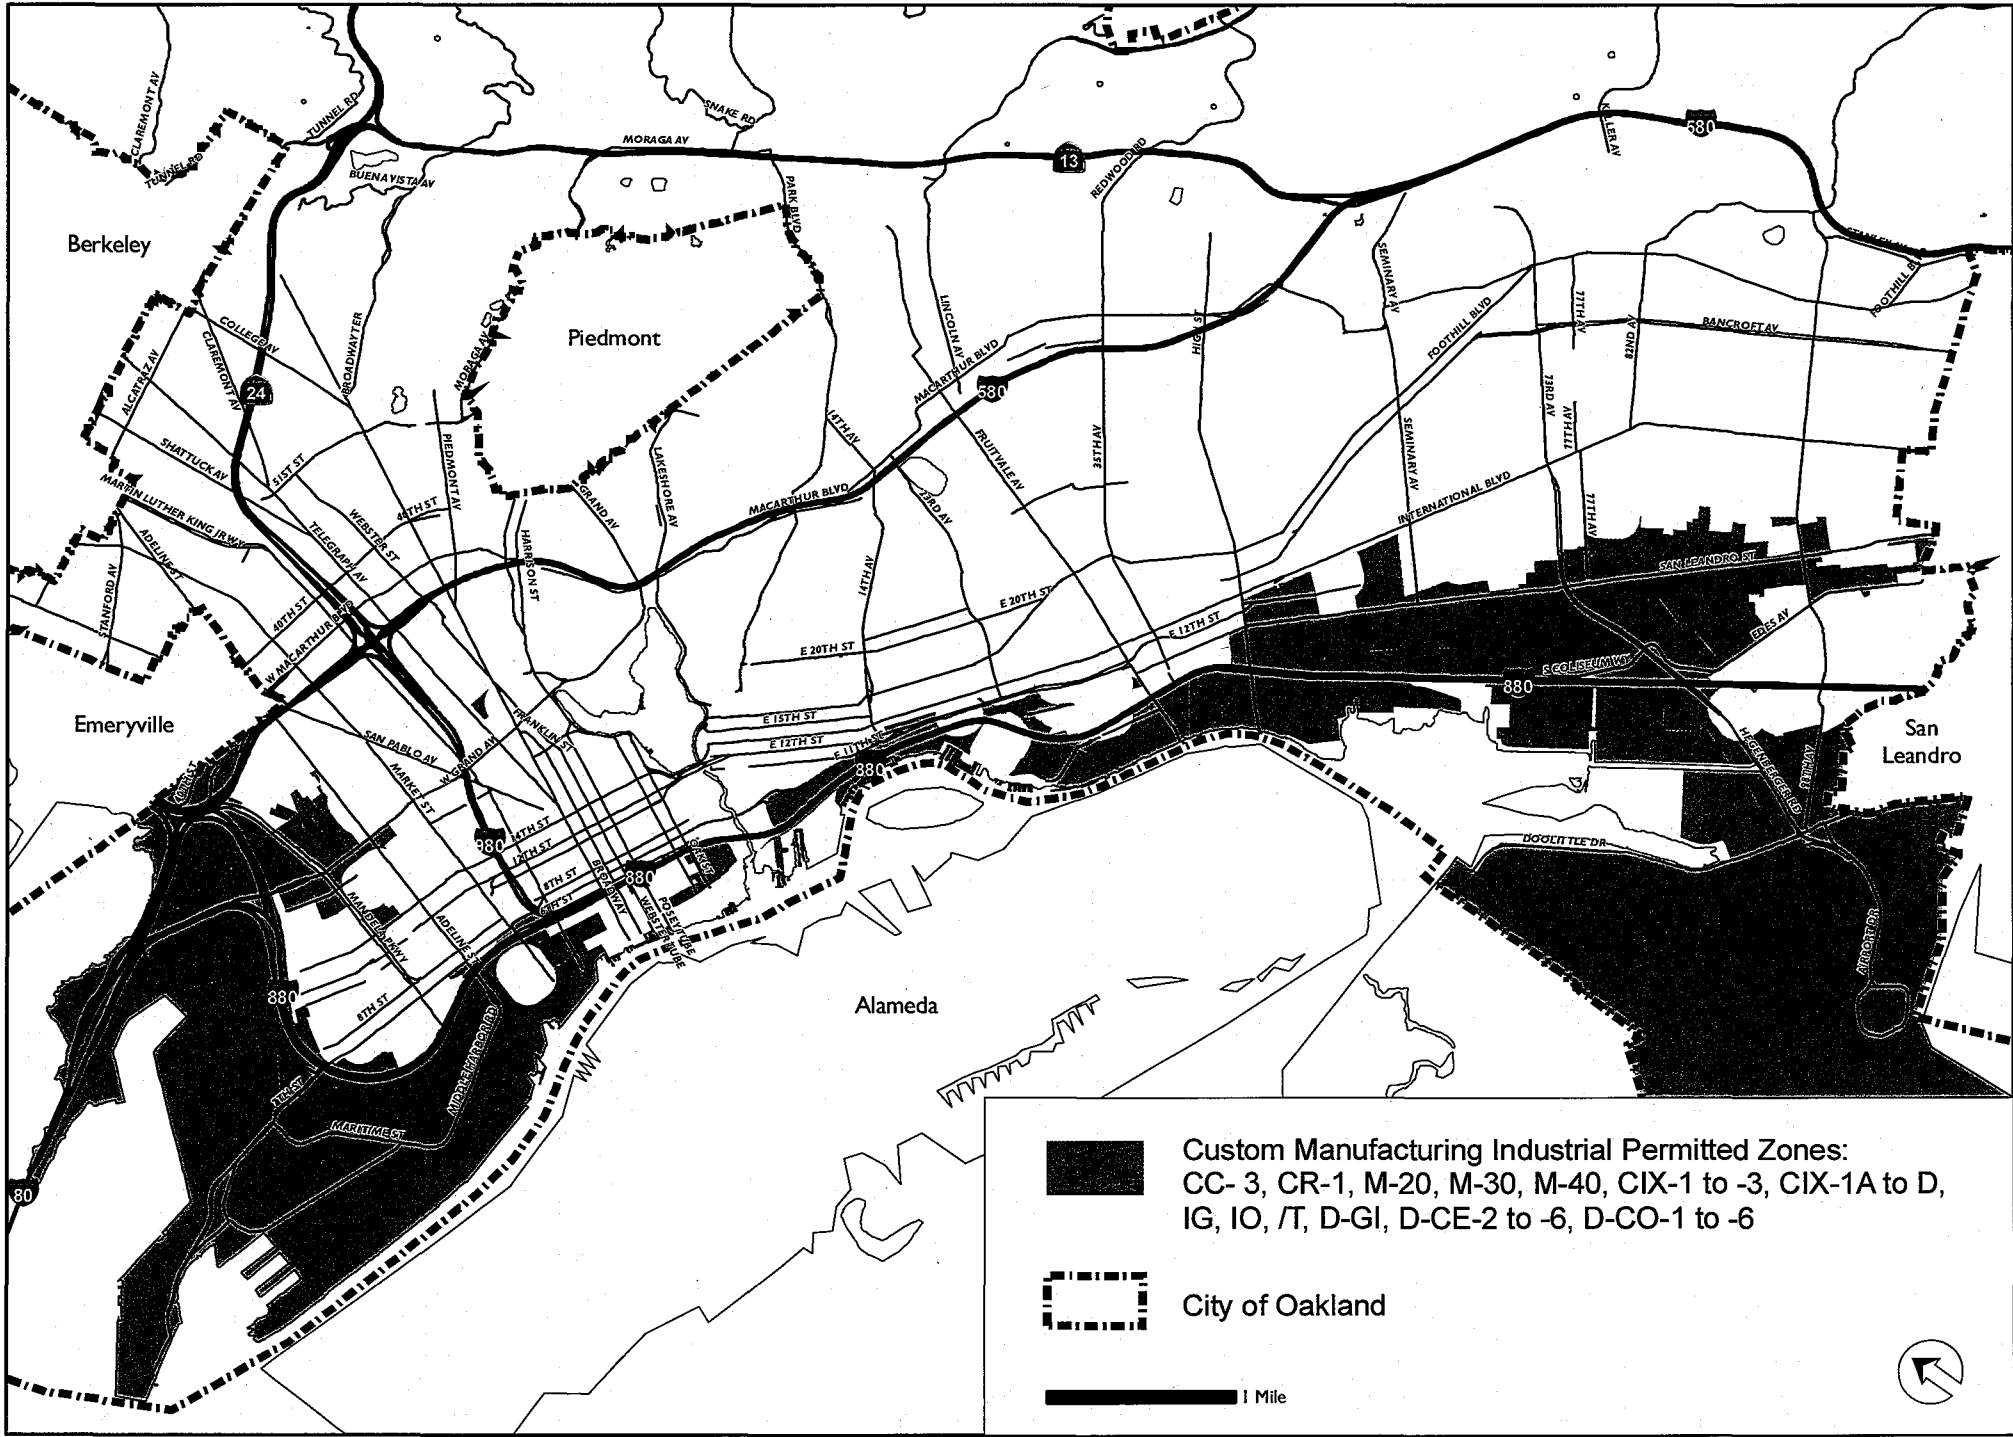 CLAREMONT AV
TUNNEL RD
TUNNEL RD
SNAKE RD
MORAGA AV
BUENA VISTA AV
13
REDWOOD RD
KELLER AV
580
PARK BLVD
Berkeley
Piedmont
COLLEGE AV
CLAREMONT AV
ALCATRAZ AV
24
MORAGA AV
LINCOLN AV
MACARTHUR BLVD
580
HIGH ST
SEMINARY AV
FOOTHILL BLVD
77TH AV
82ND AV
BANCROFT AV
73RD AV
77TH AV
SHATTUCK AV
51ST ST
PIEDMONT AV
LAKESHORE AV
GRAND AV
14TH AV
MACARTHUR BLVD
23RD AV
FRUITVALE AV
35TH AV
SEMINARY AV
INTERNATIONAL BLVD
77TH AV
MARTIN LUTHER KING JR WY
ADELINE ST
STANFORD AV
TELEGRAPH AV
WEBSTER ST
HARRISON ST
14TH AV
40TH ST
W MACARTHUR BLVD
E 20TH ST
E 20TH ST
E 12TH ST
SAN LEANDRO ST
EDES AV
S COLISEUM WY
880
Emeryville
SAN PABLO AV
MARKET ST
W GRAND AV
FRANKLIN ST
E 15TH ST
E 12TH ST
E 11TH ST
880
HEGENBERGER RD
98TH AV
San
Leandro
980
14TH ST
12TH ST
8TH ST
6TH ST
BROADWAY
880
OAK ST
WEBSTER TUBE
POSEY TUBE
MANDELA PKWY
ADELINE ST
DOOLITTLE DR
AIRPORT DR
880
8TH ST
Alameda
7TH ST
MIDDLE HARBOR RD
MARITIME ST
80
Custom Manufacturing Industrial Permitted Zones:
CC- 3, CR-1, M-20, M-30, M-40, CIX-1 to -3, CIX-1A to D,
IG, IO, /T, D-GI, D-CE-2 to -6, D-CO-1 to -6
City of Oakland
1 Mile